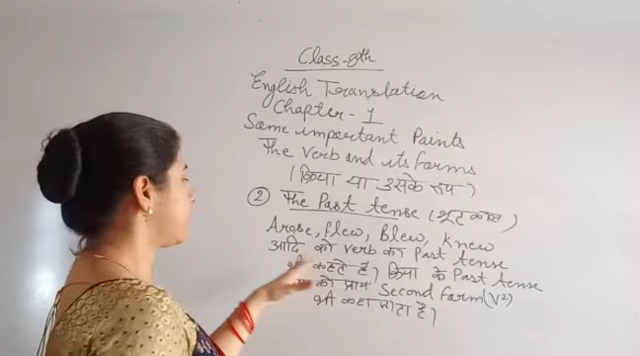 Class-8th
English Translation
Chapter-1
Some important Points
The verb and its forms
(क्रिया या उसके रूप)
② The Past tense (भूतकाल)
Arose, flew, Blew, Knew
आदि को verb का Past tense
भी कहते हैं। क्रिया के Past tense
को प्रायः Second form (V²)
भी कहा जाता है।